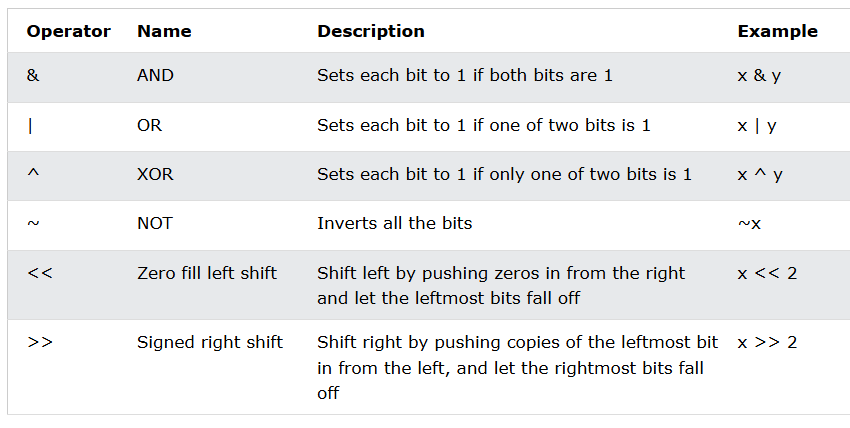 Operator Name Description Example
& AND Sets each bit to 1 if both bits are 1 x & y
| OR Sets each bit to 1 if one of two bits is 1 x | y
^ XOR Sets each bit to 1 if only one of two bits is 1 x ^ y
~ NOT Inverts all the bits ~x
<< Zero fill left shift Shift left by pushing zeros in from the right x << 2
and let the leftmost bits fall off
>> Signed right shift Shift right by pushing copies of the leftmost bit x >> 2
in from the left, and let the rightmost bits fall
off